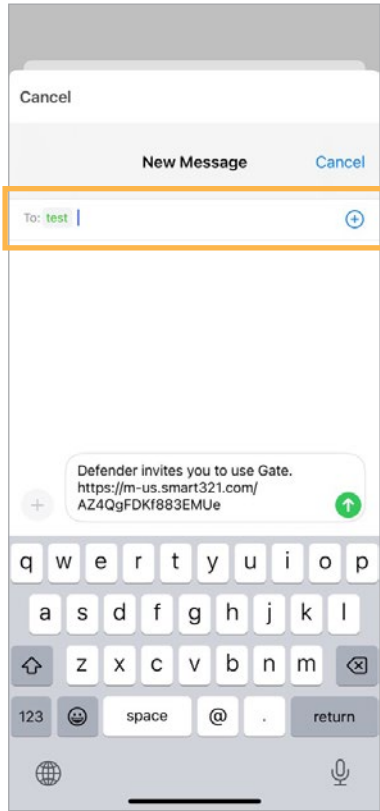 Cancel
New Message Cancel
To: test
Defender invites you to use Gate.
https://m-us.smart321.com/
AZ4QgFDKf883EMUe
q w e r t y u i o p
a s d f g h j k l
z x c v b n m
123 space @ . return